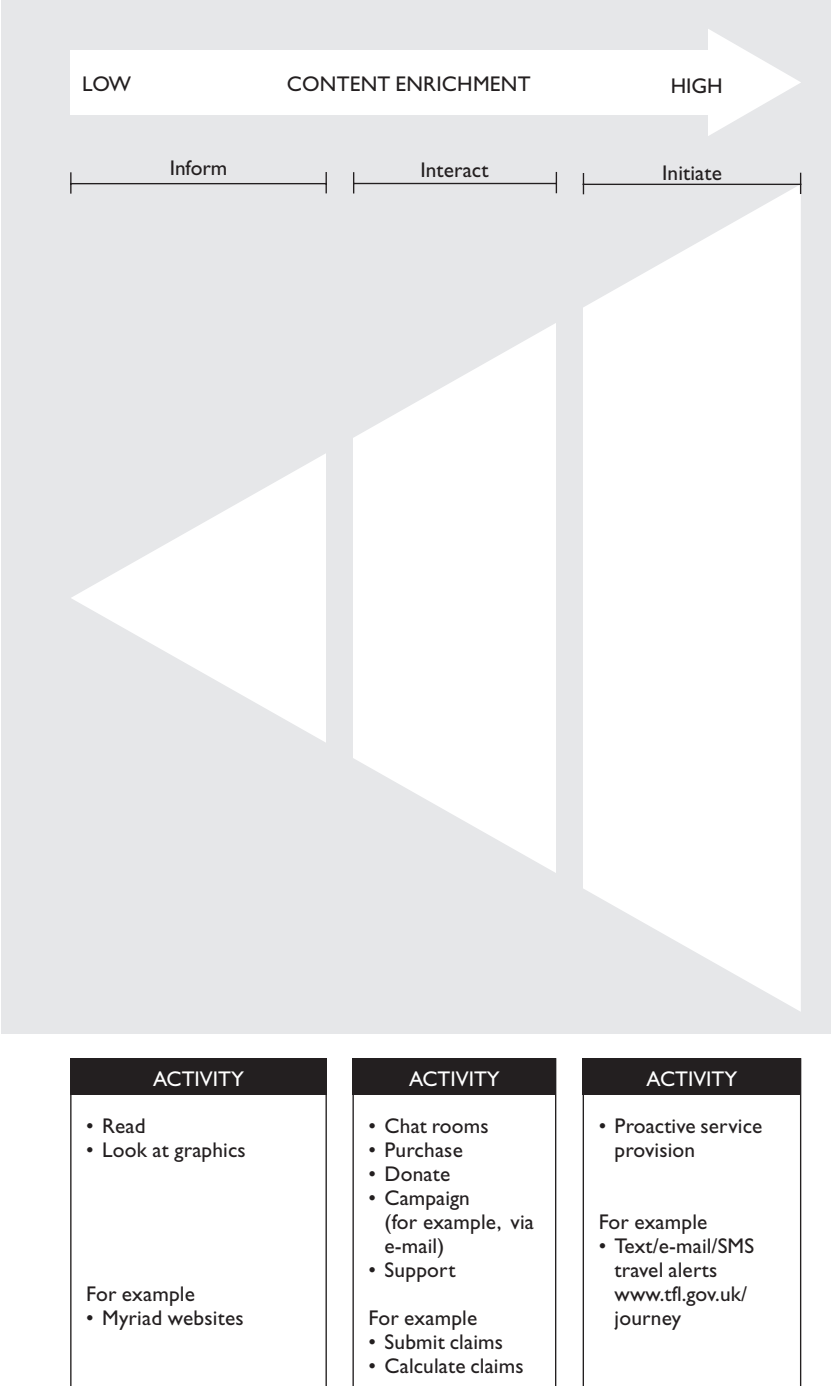 LOW CONTENT ENRICHMENT HIGH
Inform Interact Initiate
ACTIVITY
• Read
• Look at graphics
For example
• Myriad websites
ACTIVITY
• Chat rooms
• Purchase
• Donate
• Campaign
(for example, via
e-mail)
• Support
For example
• Submit claims
• Calculate claims
ACTIVITY
• Proactive service
provision
For example
• Text/e-mail/SMS
travel alerts
www.tfl.gov.uk/
journey